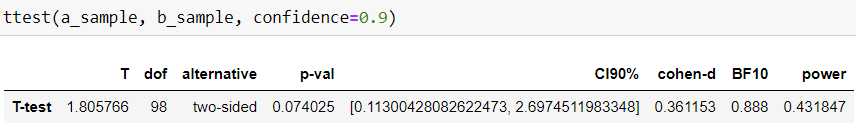 ttest(a_sample, b_sample, confidence=0.9)
T dof alternative p-val CI90% cohen-d BF10 power
T-test 1.805766 98 two-sided 0.074025 [0.11300428082622473, 2.6974511983348] 0.361153 0.888 0.431847